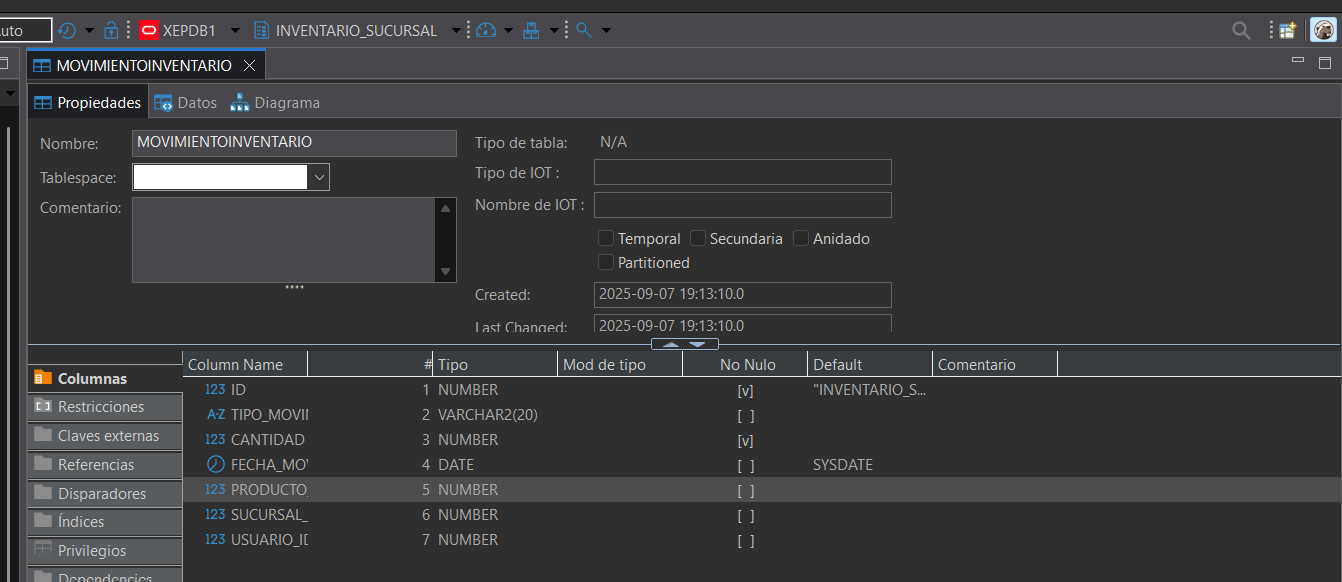 uto XEPDB1 INVENTARIO_SUCURSAL
MOVIMIENTOINVENTARIO
Propiedades Datos Diagrama
Nombre: MOVIMIENTOINVENTARIO Tipo de tabla: N/A
Tablespace: Tipo de IOT :
Comentario: Nombre de IOT :
Temporal Secundaria Anidado
Partitioned
Created: 2025-09-07 19:13:10.0
Last Changed: 2025-09-07 19:13:10.0
Column Name # Tipo Mod de tipo No Nulo Default Comentario
Columnas
Restricciones
Claves externas
Referencias
Disparadores
Índices
Privilegios
Dependencies
123 ID 1 NUMBER [v] "INVENTARIO_S...
A-Z TIPO_MOVI 2 VARCHAR2(20) [ ]
123 CANTIDAD 3 NUMBER [v]
FECHA_MO 4 DATE [ ] SYSDATE
123 PRODUCTO_ 5 NUMBER [ ]
123 SUCURSAL_ 6 NUMBER [ ]
123 USUARIO_I 7 NUMBER [ ]